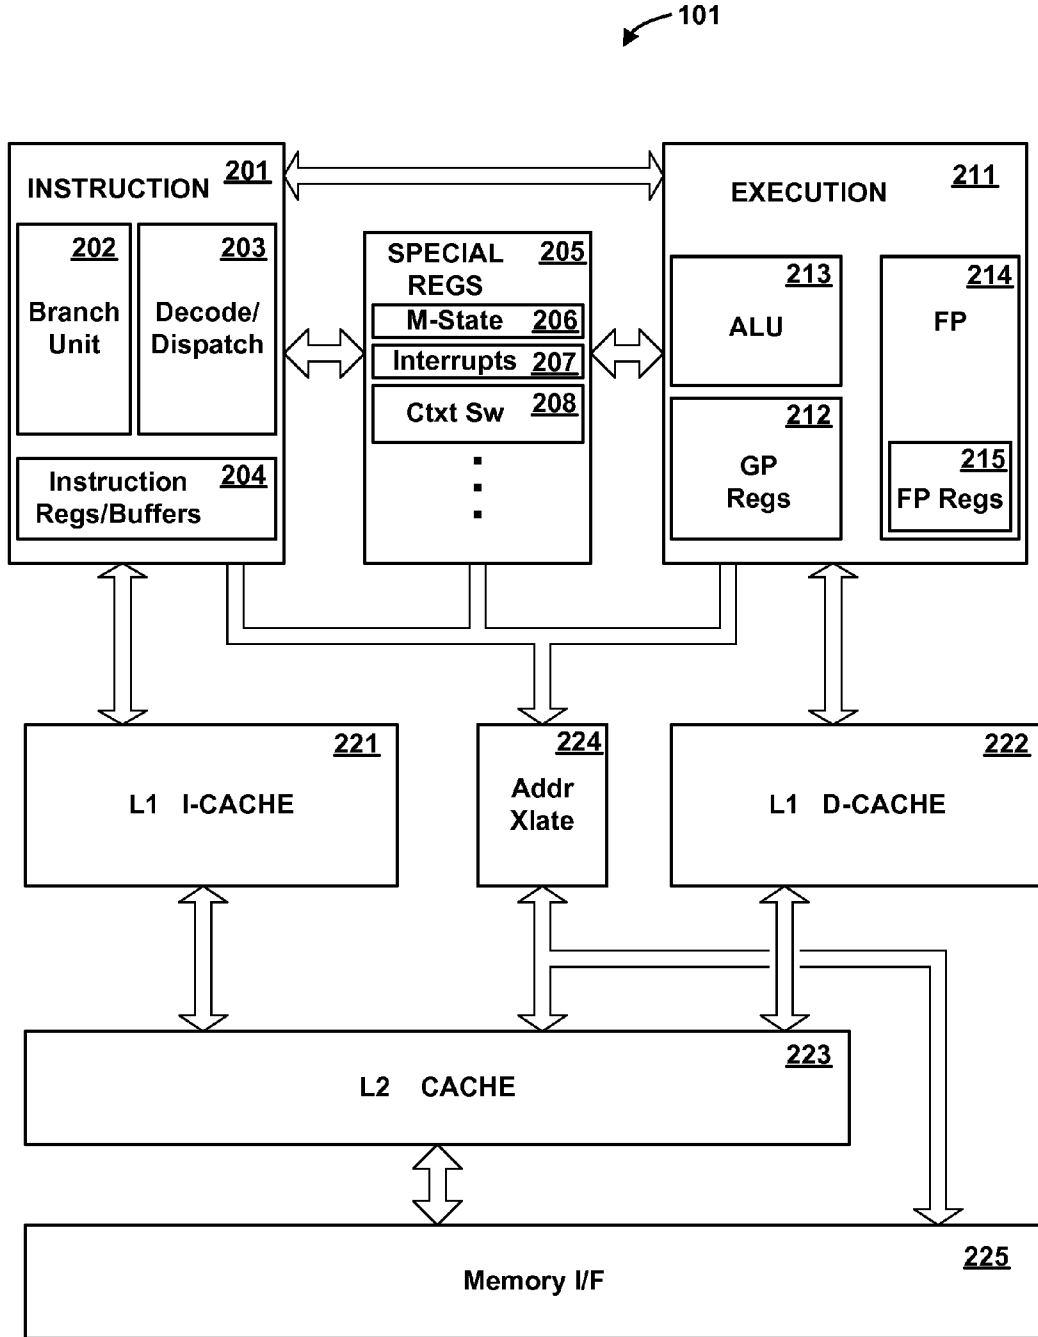 101
INSTRUCTION 201
202
Branch
Unit
203
Decode/
Dispatch
Instruction 204
Regs/Buffers
SPECIAL 205
REGS
M-State 206
Interrupts 207
Ctxt Sw 208
EXECUTION 211
213
ALU
212
GP
Regs
214
FP
215
FP Regs
221
L1 I-CACHE
224
Addr
Xlate
222
L1 D-CACHE
223
L2 CACHE
225
Memory I/F